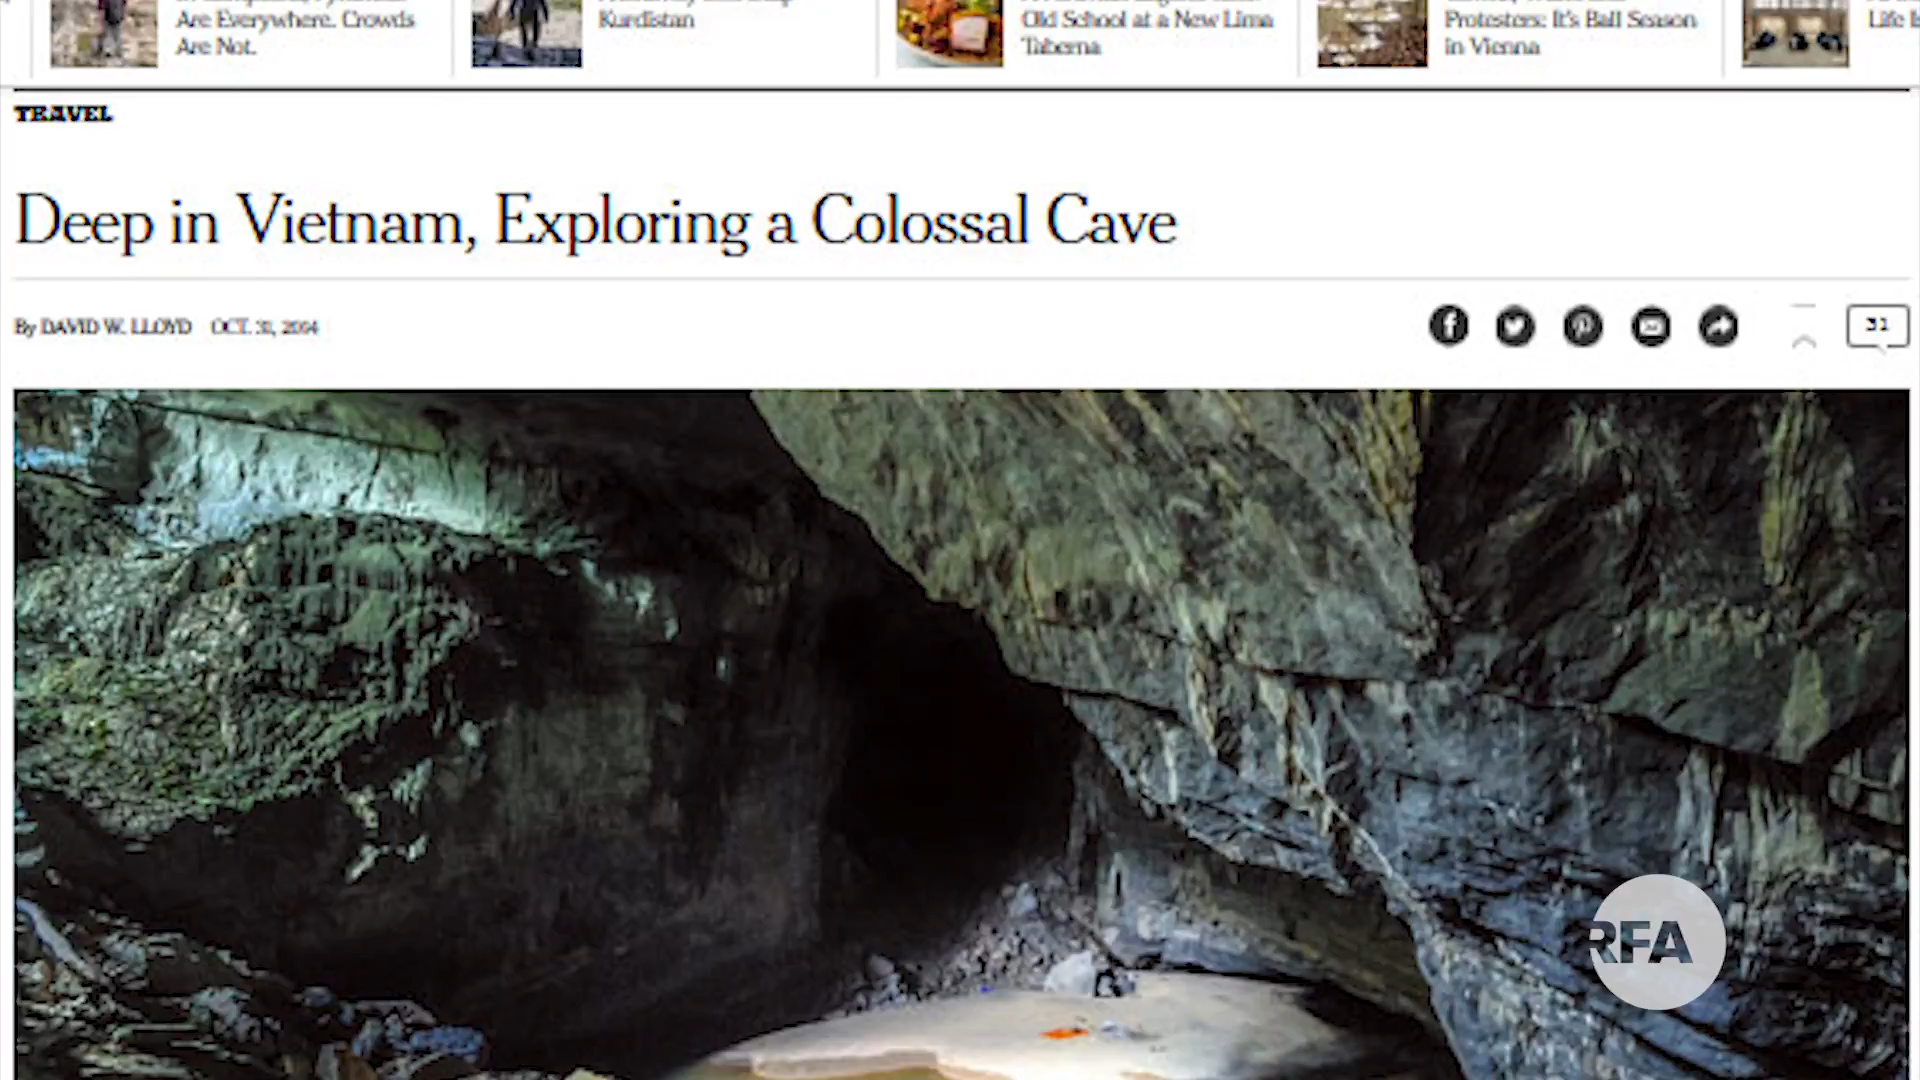 Are Everywhere. Crowds
Are Not.
Kurdistan
Old School at a New Lima
Taberna
Protesters: It's Ball Season
in Vienna
TRAVEL
Deep in Vietnam, Exploring a Colossal Cave
By DAVID W. LLOYD OCT. 31, 2014
31
RFA